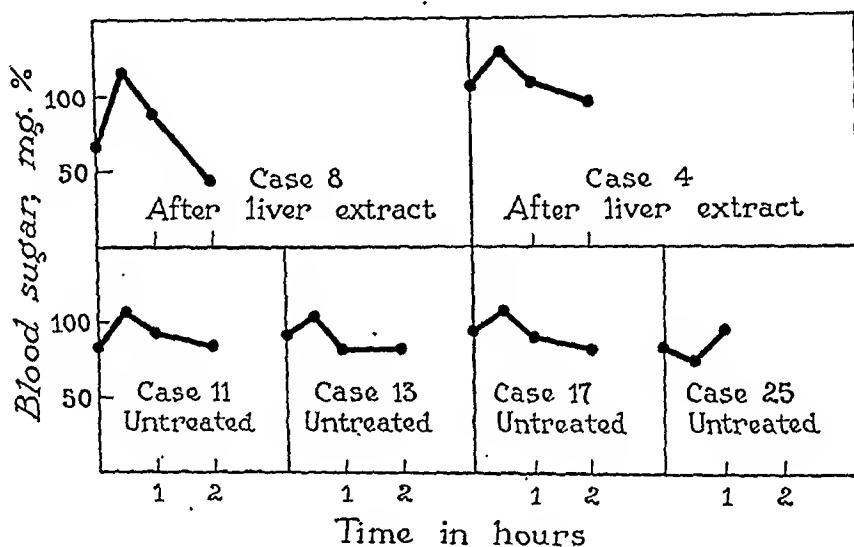 Blood sugar, mg. %
100
50
Case 8
After liver extract
Case 4
After liver extract
100
50
Case 11
Untreated
Case 13
Untreated
Case 17
Untreated
Case 25
Untreated
1 2 1 2 1 2 1 2
Time in hours